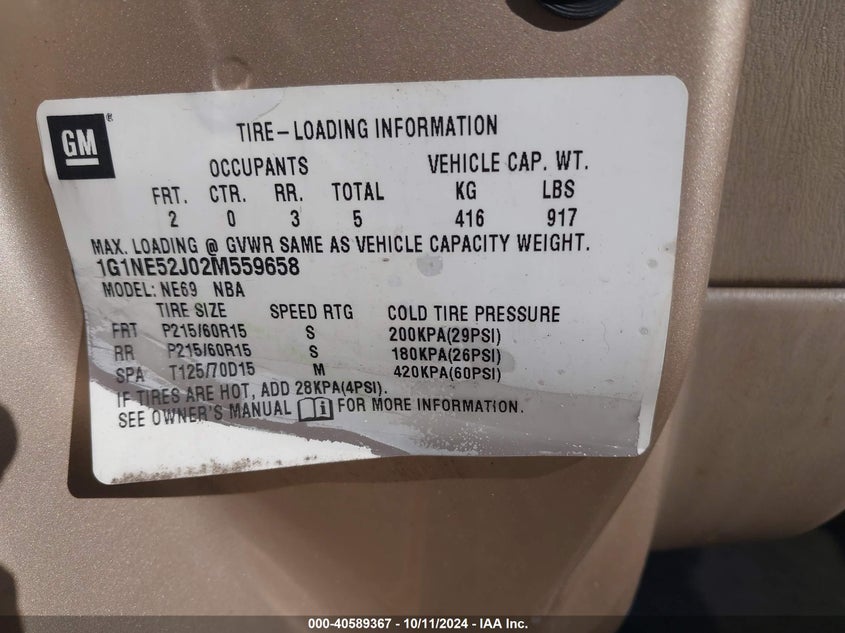 GM®
TIRE-LOADING INFORMATION
OCCUPANTS VEHICLE CAP. WT.
FRT. CTR. RR. TOTAL KG LBS
2 0 3 5 416 917
MAX. LOADING @ GVWR SAME AS VEHICLE CAPACITY WEIGHT.
1G1NE52J02M559658
MODEL: NE69 NBA
TIRE SIZE SPEED RTG COLD TIRE PRESSURE
FRT P215/60R15 S 200KPA(29PSI)
RR P215/60R15 S 180KPA(26PSI)
SPA T125/70D15 M 420KPA(60PSI)
IF TIRES ARE HOT, ADD 28KPA(4PSI).
SEE OWNER'S MANUAL FOR MORE INFORMATION.
000-40589367 - 10/11/2024 - IAA Inc.